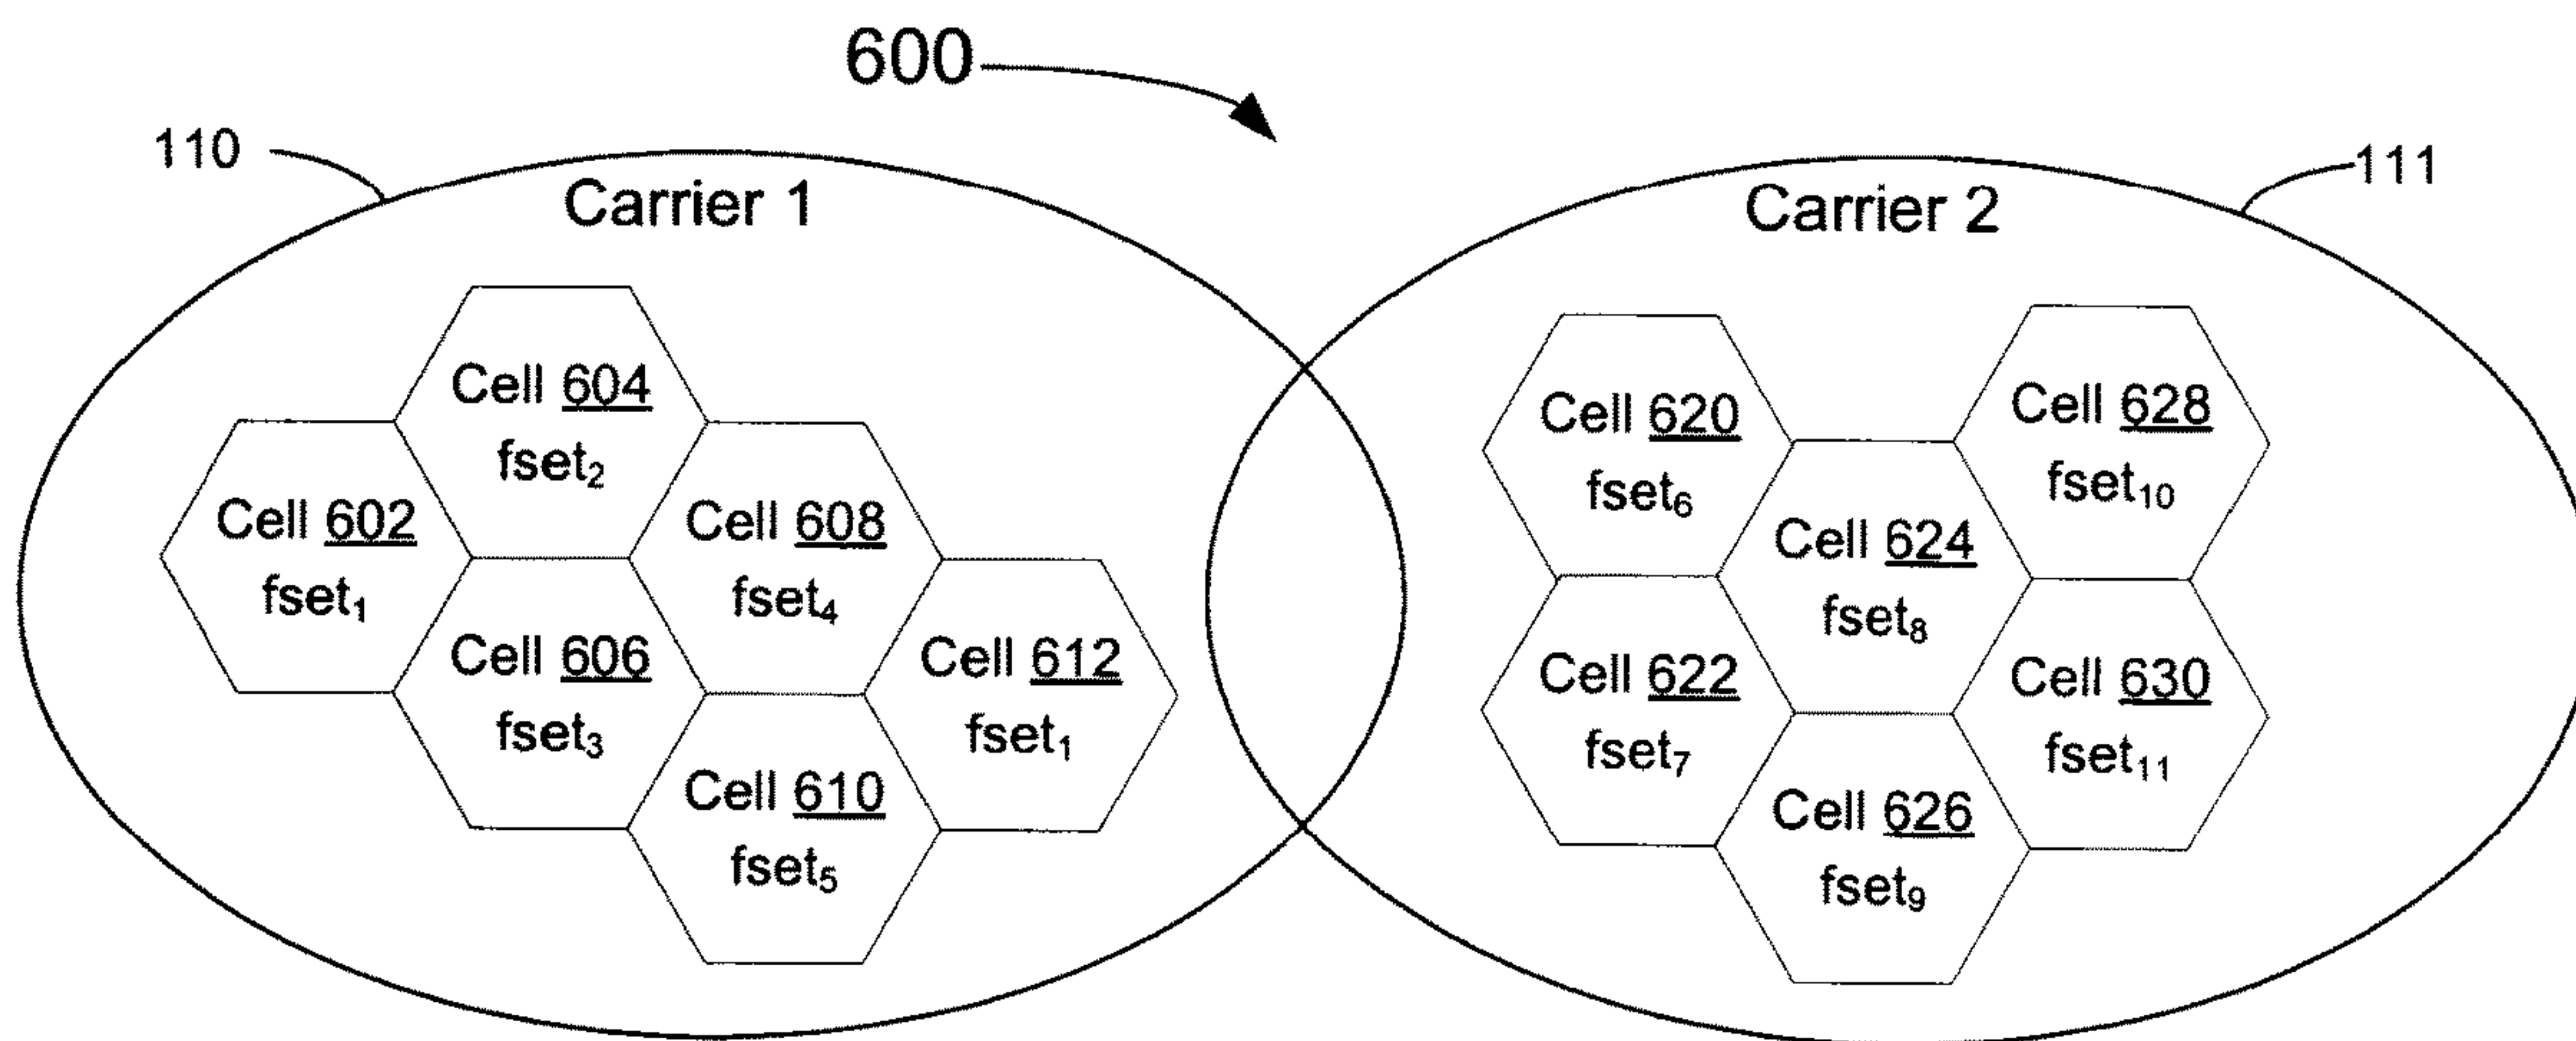 600
110
111
Carrier 1
Carrier 2
Cell 604
fset₂
Cell 602
fset₁
Cell 608
fset₄
Cell 606
fset₃
Cell 612
fset₁
Cell 610
fset₅
Cell 620
fset₆
Cell 628
fset₁₀
Cell 624
fset₈
Cell 622
fset₇
Cell 630
fset₁₁
Cell 626
fset₉